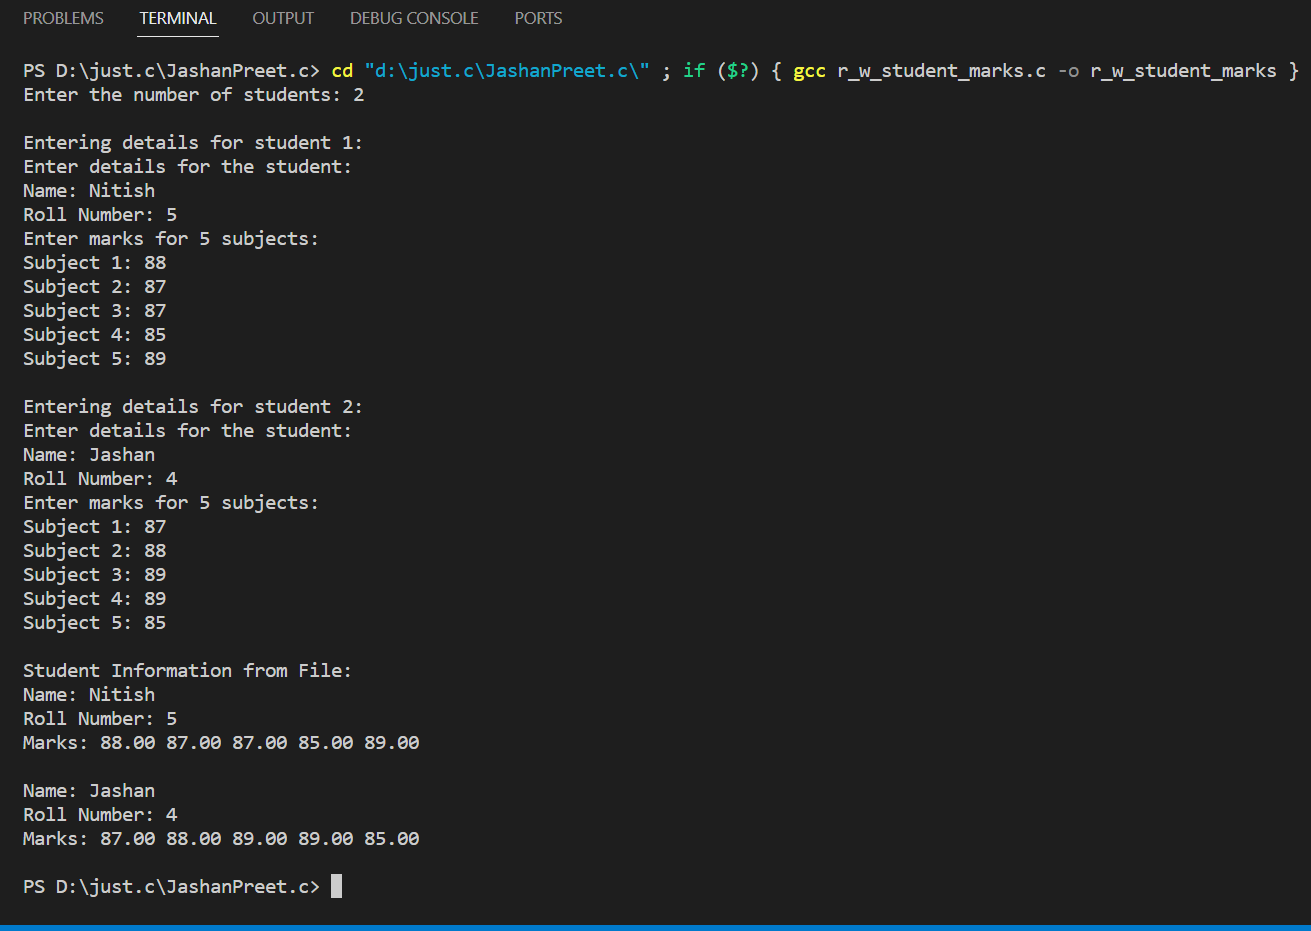 PROBLEMS TERMINAL OUTPUT DEBUG CONSOLE PORTS
PS D:\just.c\JashanPreet.c> cd "d:\just.c\JashanPreet.c\" ; if ($?) { gcc r_w_student_marks.c -o r_w_student_marks }
Enter the number of students: 2
Entering details for student 1:
Enter details for the student:
Name: Nitish
Roll Number: 5
Enter marks for 5 subjects:
Subject 1: 88
Subject 2: 87
Subject 3: 87
Subject 4: 85
Subject 5: 89
Entering details for student 2:
Enter details for the student:
Name: Jashan
Roll Number: 4
Enter marks for 5 subjects:
Subject 1: 87
Subject 2: 88
Subject 3: 89
Subject 4: 89
Subject 5: 85
Student Information from File:
Name: Nitish
Roll Number: 5
Marks: 88.00 87.00 87.00 85.00 89.00
Name: Jashan
Roll Number: 4
Marks: 87.00 88.00 89.00 89.00 85.00
PS D:\just.c\JashanPreet.c>